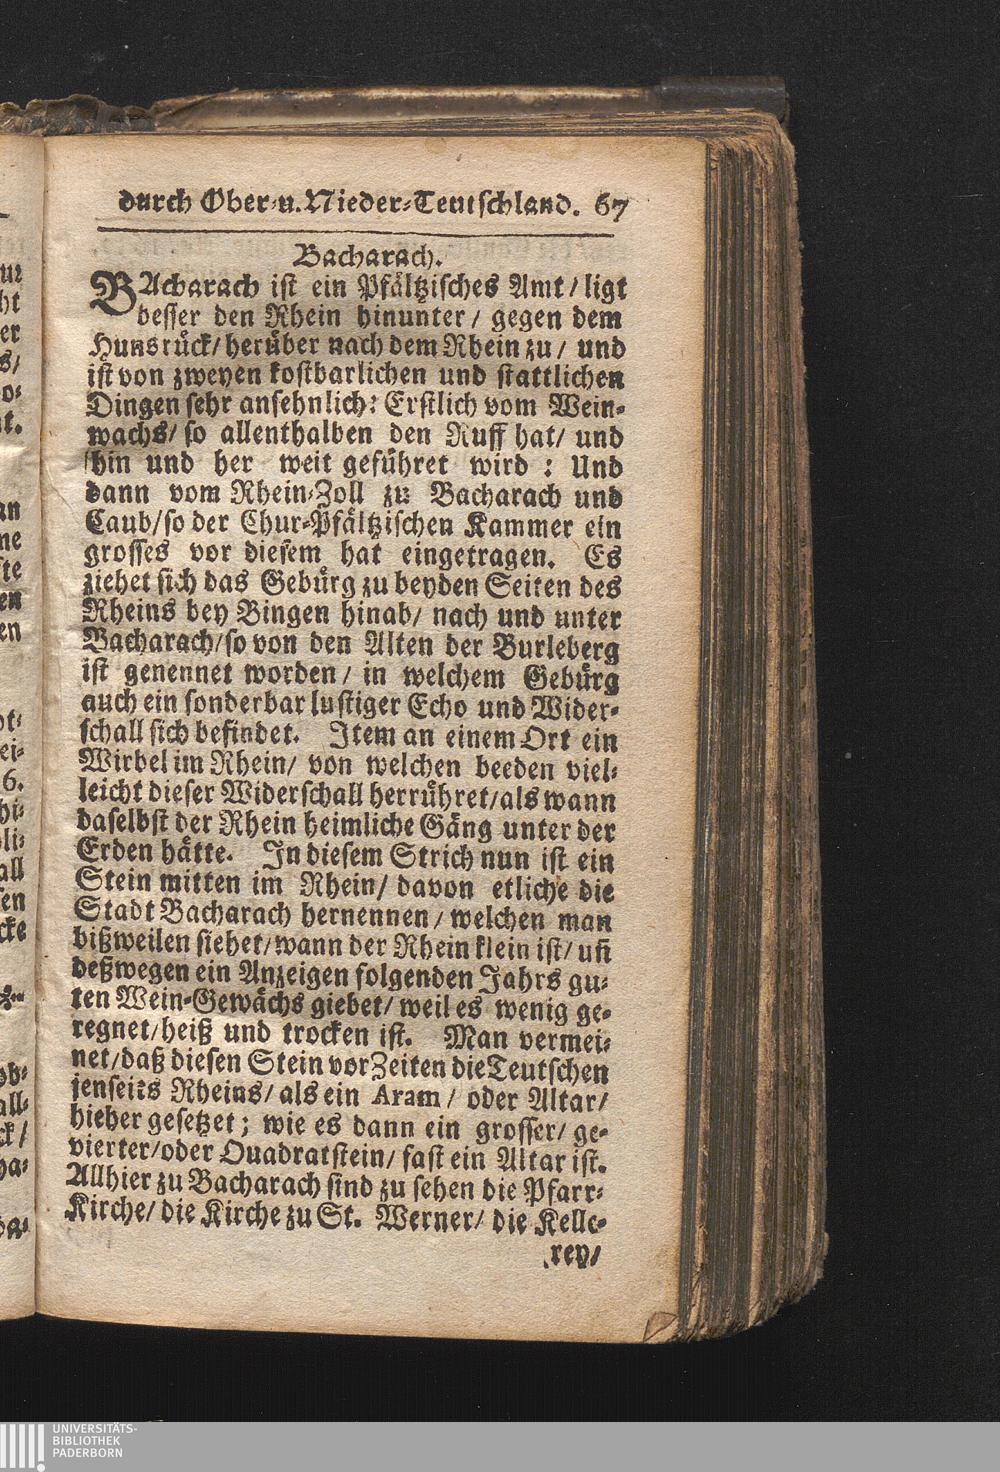 durch Ober- u. Nieder-Teutschland. 67
Bacharach.
BAcharach ist ein Pfältzisches Amt / ligt
besser den Rhein hinunter / gegen dem
Hunsrück / herüber nach dem Rhein zu / und
ist von zweyen kostbarlichen und stattlichen
Dingen sehr ansehnlich: Erstlich vom Wein-
wachs / so allenthalben den Ruff hat / und
hin und her weit geführet wird : Und
dann vom Rhein-Zoll zu Bacharach und
Caub / so der Chur-Pfältzischen Kammer ein
grosses vor diesem hat eingetragen. Es
ziehet sich das Gebürg zu beyden Seiten des
Rheins bey Bingen hinab / nach und unter
Bacharach / so von den Alten der Burleberg
ist genennet worden / in welchem Gebürg
auch ein sonderbar lustiger Echo und Wider-
schall sich befindet. Item an einem Ort ein
Wirbel im Rhein / von welchen beeden viel-
leicht dieser Widerschall herrühret / als wann
daselbst der Rhein heimliche Gäng unter der
Erden hätte. In diesem Strich nun ist ein
Stein mitten im Rhein / davon etliche die
Stadt Bacharach hernennen / welchen man
bißweilen siehet / wann der Rhein klein ist / uñ
deßwegen ein Anzeigen folgenden Jahrs gu-
ten Wein-Gewächs giebet / weil es wenig ge-
regnet / heiß und trocken ist. Man vermei-
net / daß diesen Stein vor Zeiten die Teutschen
jenseits Rheins / als ein Aram / oder Altar /
hieher gesetzet ; wie es dann ein grosser / ge-
vierter / oder Quadratstein / fast ein Altar ist.
Allhier zu Bacharach sind zu sehen die Pfarr-
Kirche / die Kirche zu St. Werner / die Kelle-
rey /
UNIVERSITÄTS-
BIBLIOTHEK
PADERBORN